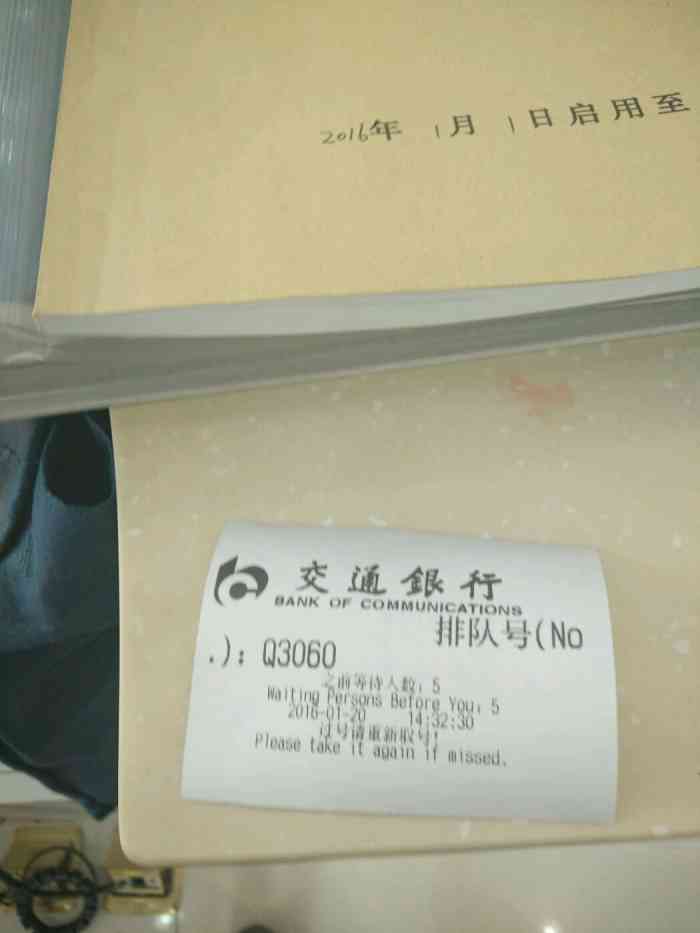 2016年 1月 1日启用至
交通銀行
BANK OF COMMUNICATIONS
排队号(No
.): Q3060
之前等待人数: 5
Waiting Persons Before You: 5
2016-01-20 14:32:30
过号请重新取号!
Please take it again if missed.